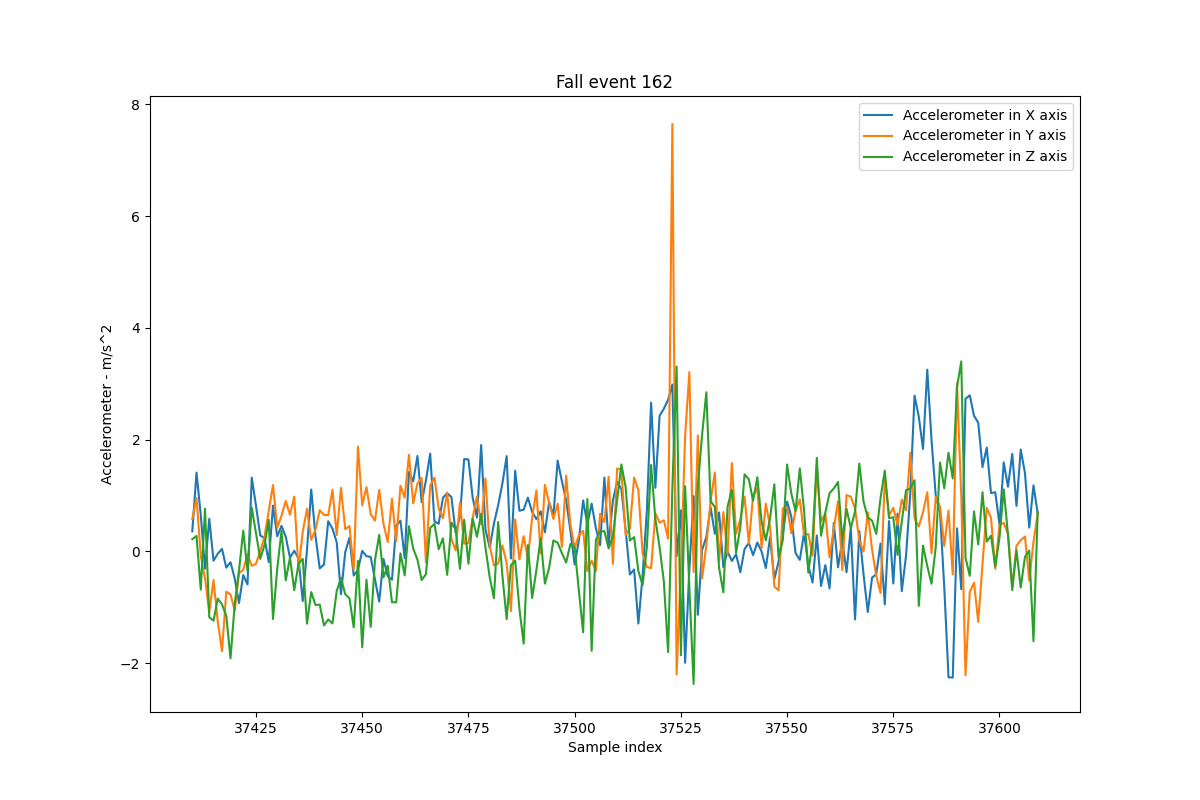 Fall event 162
Accelerometer in X axis
Accelerometer in Y axis
Accelerometer in Z axis
Accelerometer - m/s^2
8
6
4
2
0
−2
37425 37450 37475 37500 37525 37550 37575 37600
Sample index